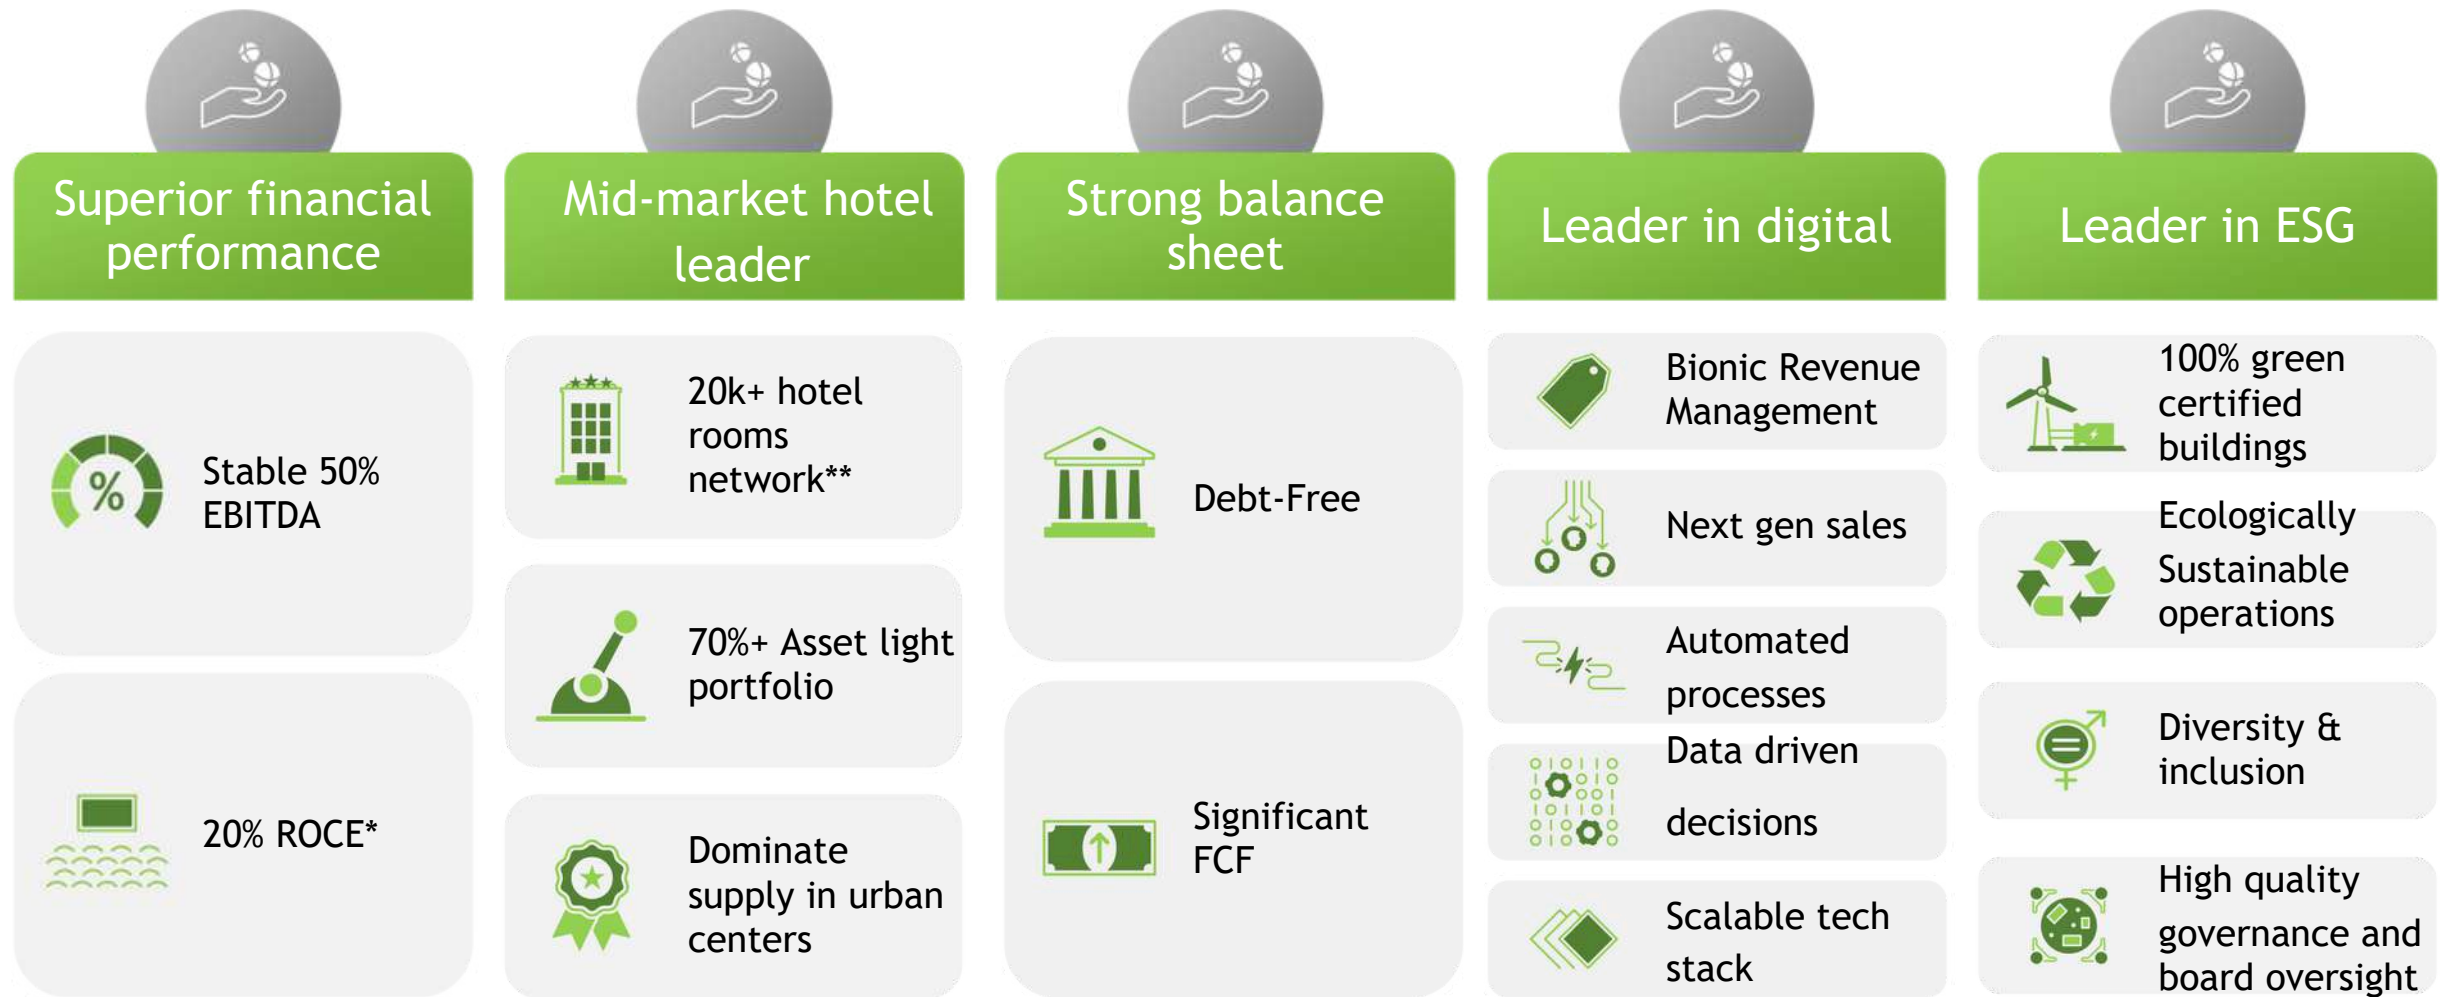 Superior financial
performance
Stable 50%
EBITDA
20% ROCE*
Mid-market hotel
leader
20k+ hotel
rooms
network**
70%+ Asset light
portfolio
Dominate
supply in urban
centers
Strong balance
sheet
Debt-Free
Significant
FCF
Leader in digital
Bionic Revenue
Management
Next gen sales
Automated
processes
Data driven
decisions
Scalable tech
stack
Leader in ESG
100% green
certified
buildings
Ecologically
Sustainable
operations
Diversity &
inclusion
High quality
governance and
board oversight